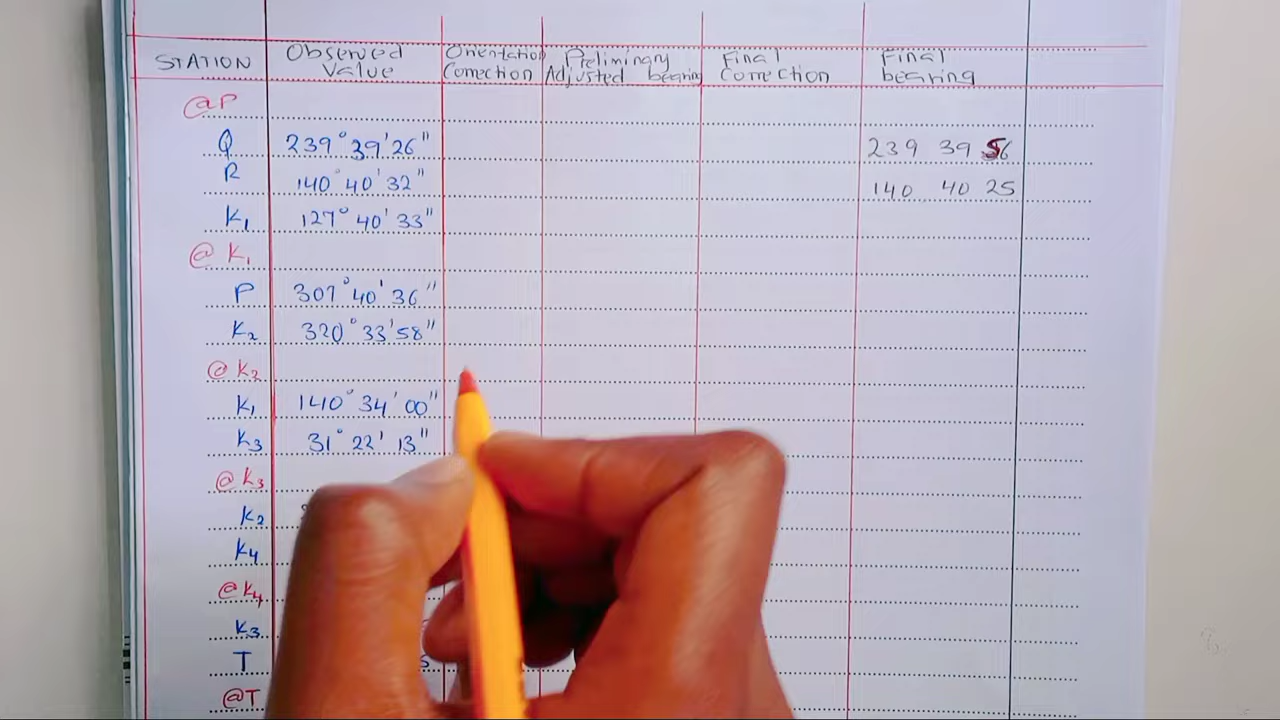 STATION Observed Value Orientation Correction Preliminary Adjusted bearing Final Correction Final bearing
@P
Q 239° 39' 26" 239 39 56
R 140° 40' 32" 140 40 25
K1 127° 40' 33"
@ K1
P 307° 40' 36"
K2 320° 33' 58"
@ K2
K1 140° 34' 00"
K3 31° 22' 13"
@ K3
K2
K4
@ K4
K3
T
@T